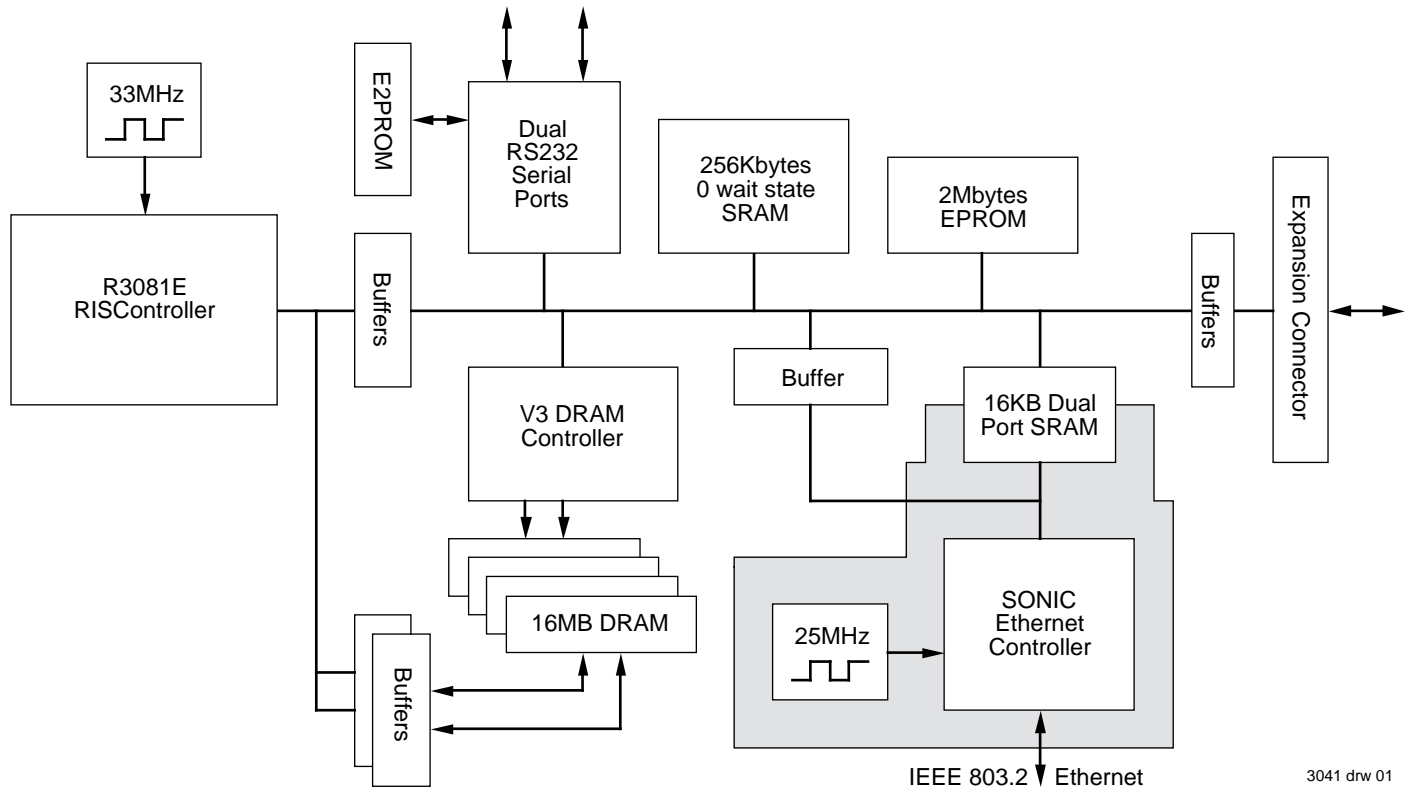 33MHz
E2PROM
Dual
RS232
Serial
Ports
256Kbytes
0 wait state
SRAM
2Mbytes
EPROM
Expansion Connector
R3081E
RISController
Buffers
Buffers
Buffer
16KB Dual
Port SRAM
V3 DRAM
Controller
16MB DRAM
Buffers
25MHz
SONIC
Ethernet
Controller
IEEE 803.2 Ethernet
3041 drw 01